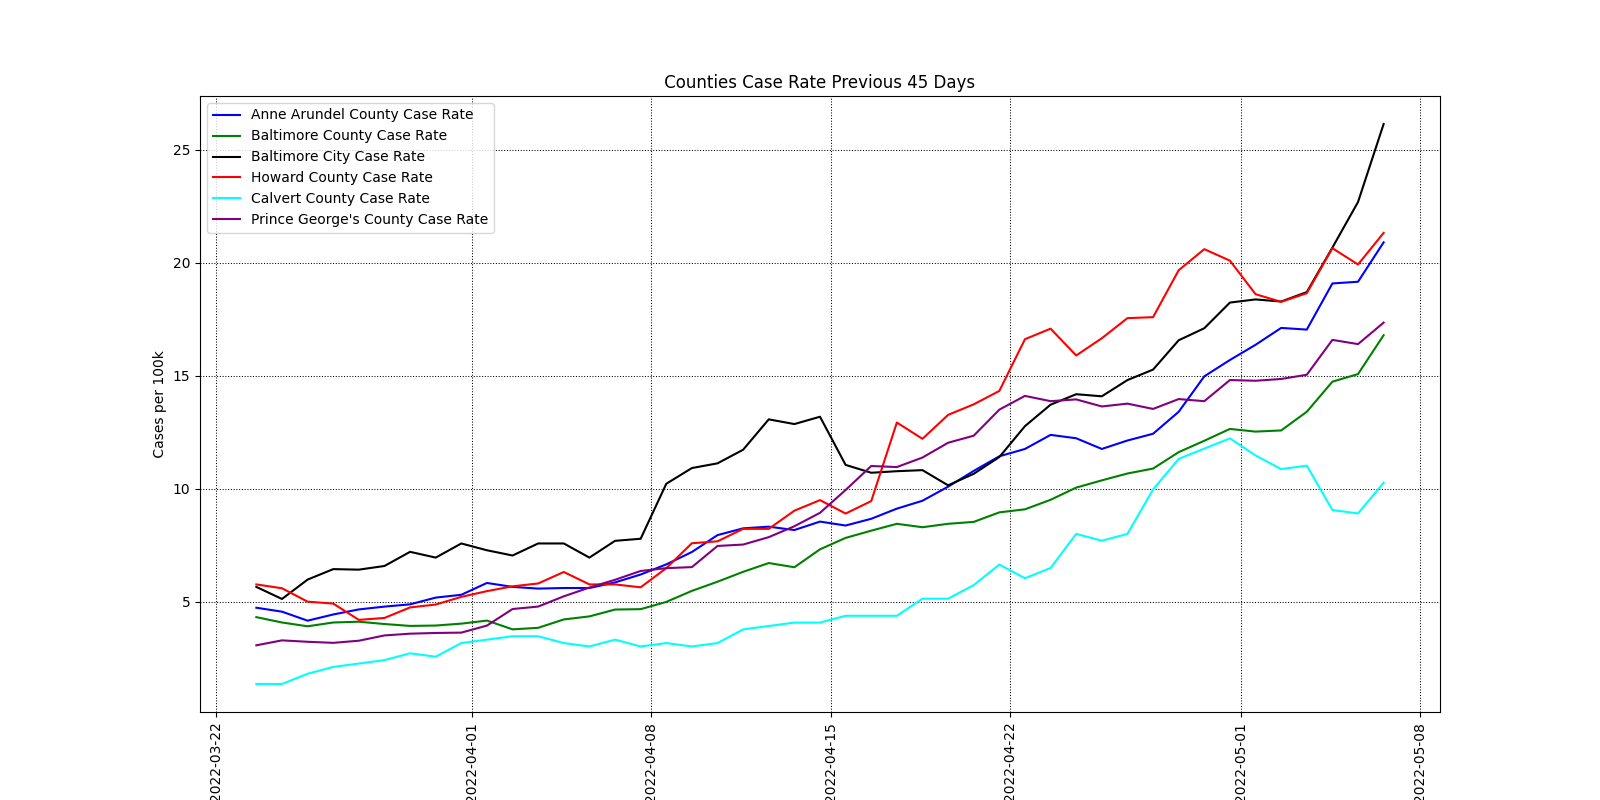 Counties Case Rate Previous 45 Days
Anne Arundel County Case Rate
Baltimore County Case Rate
Baltimore City Case Rate
Howard County Case Rate
Calvert County Case Rate
Prince George's County Case Rate
Cases per 100k
25
20
15
10
5
2022-03-22
2022-04-01
2022-04-08
2022-04-15
2022-04-22
2022-05-01
2022-05-08